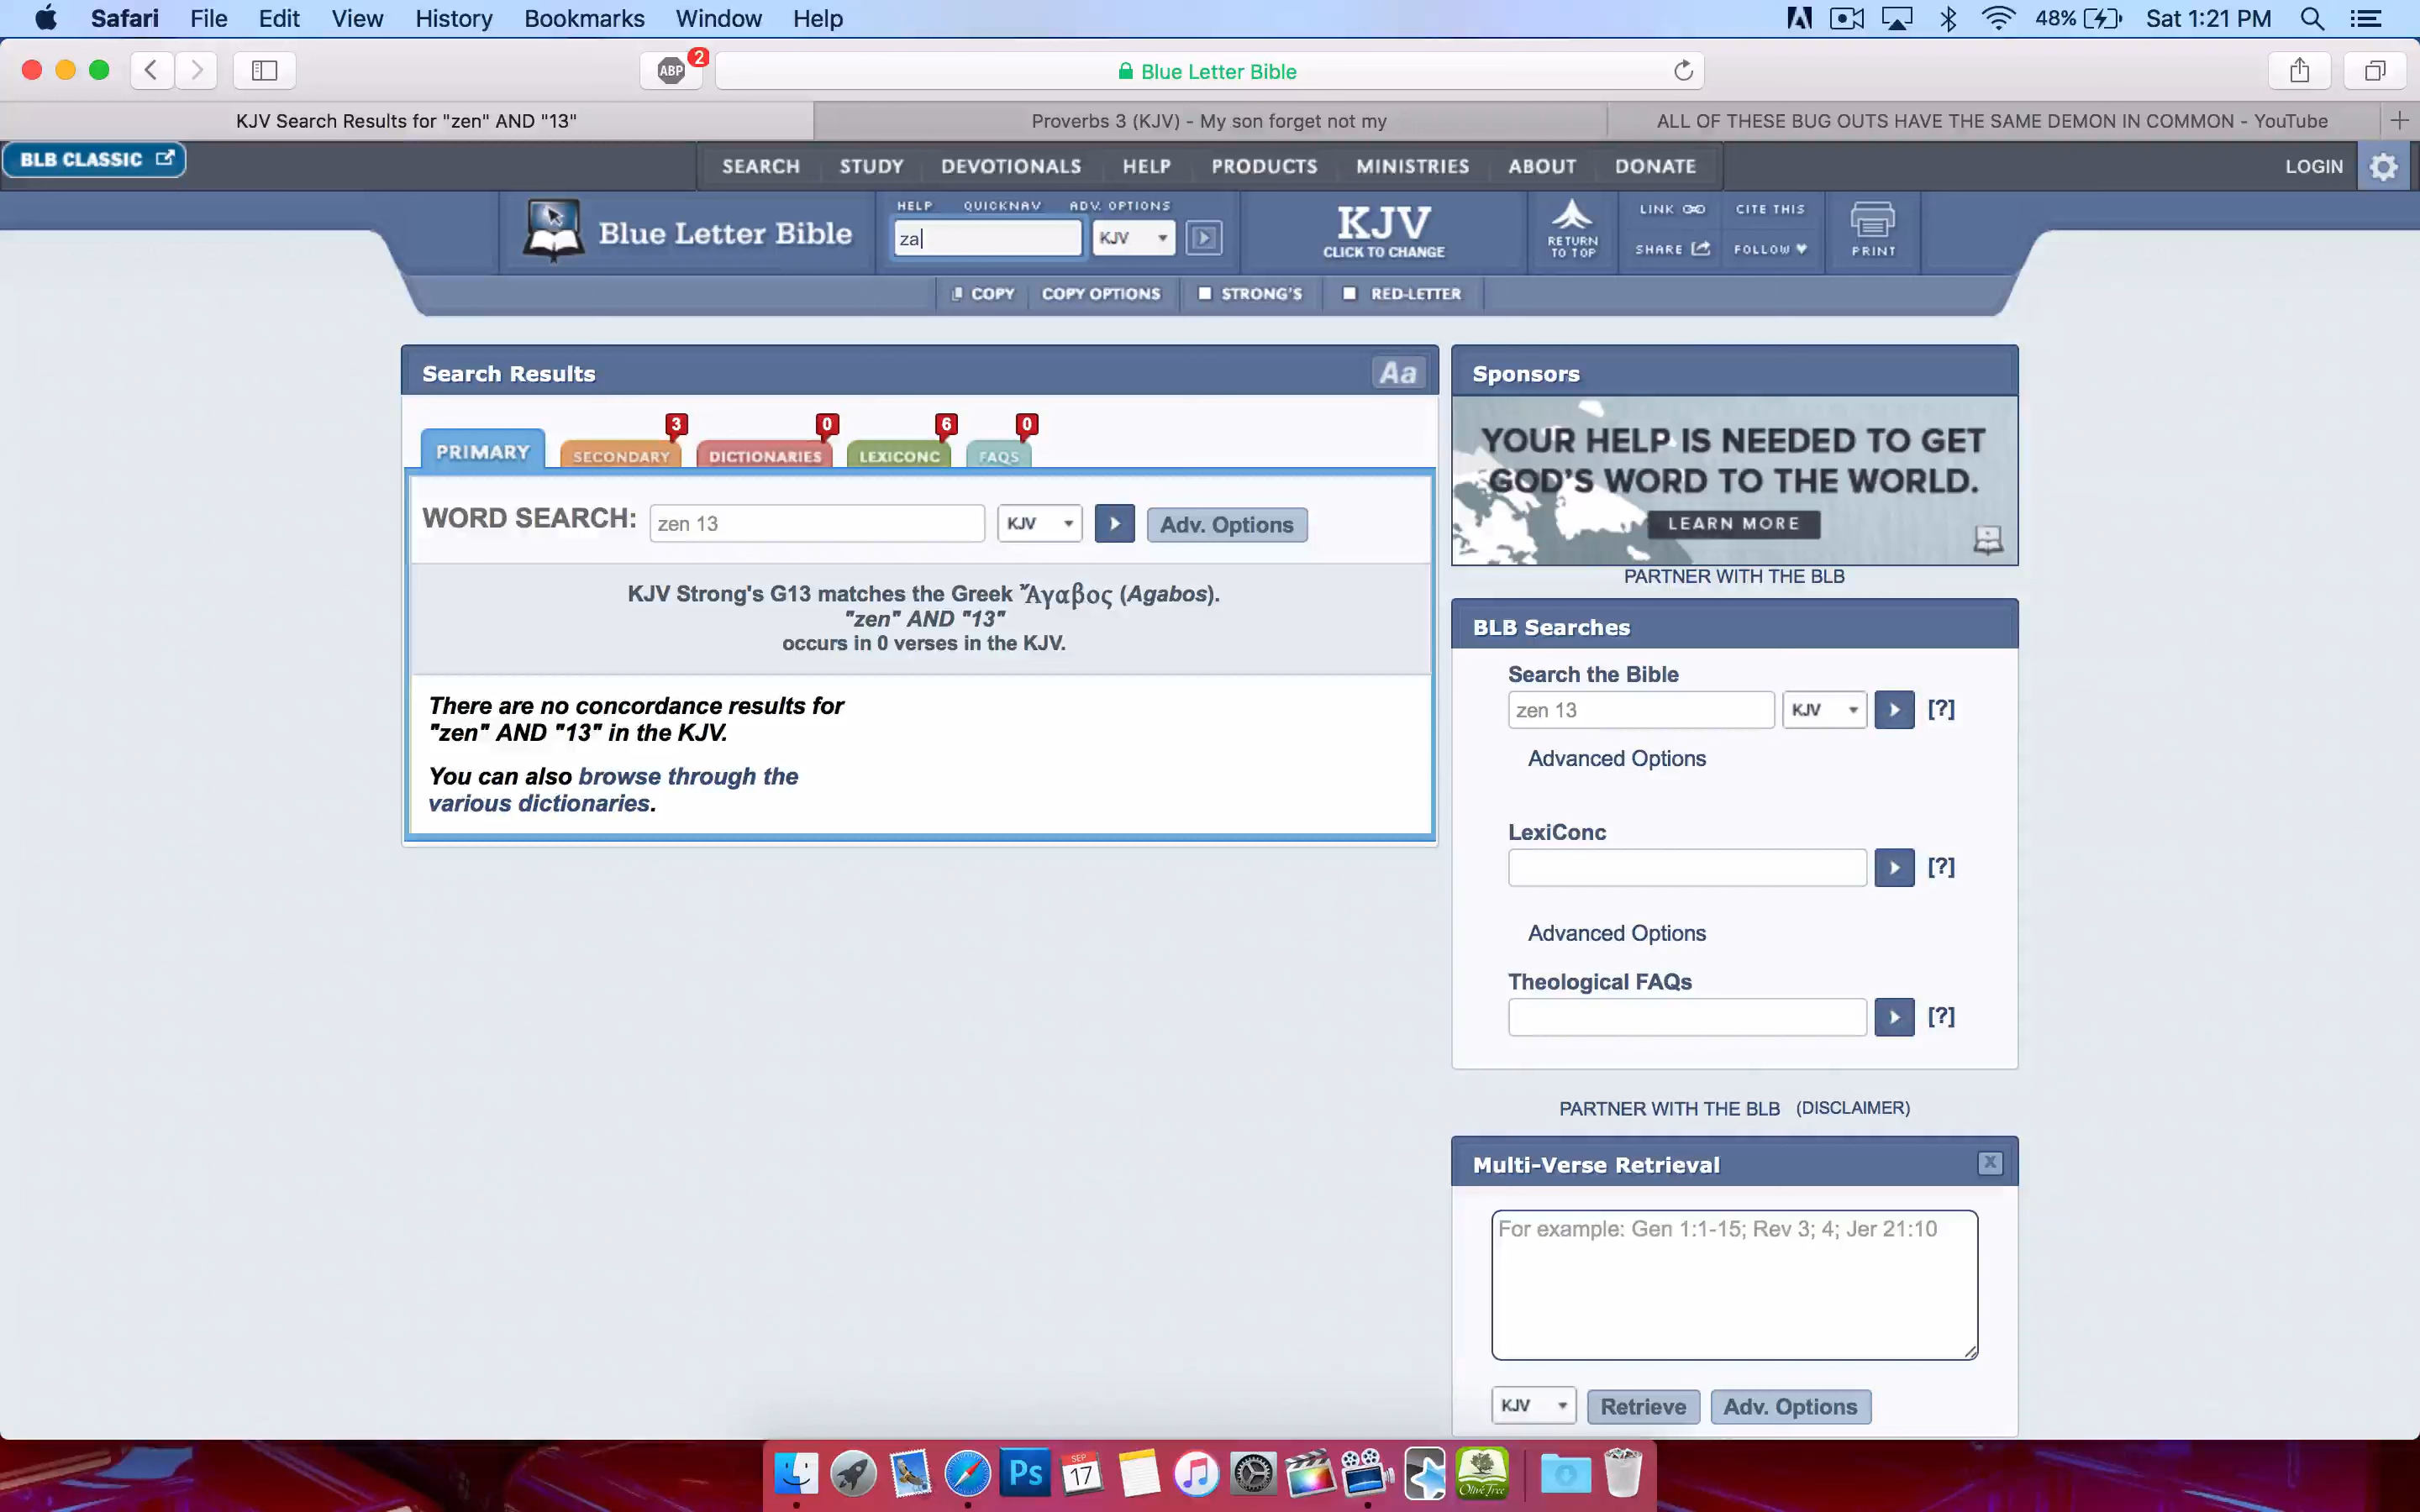 Safari File Edit View History Bookmarks Window Help 48% Sat 1:21 PM
ABP 2 Blue Letter Bible
KJV Search Results for "zen" AND "13" Proverbs 3 (KJV) - My son forget not my ALL OF THESE BUG OUTS HAVE THE SAME DEMON IN COMMON - YouTube
BLB CLASSIC SEARCH STUDY DEVOTIONALS HELP PRODUCTS MINISTRIES ABOUT DONATE LOGIN
HELP QUICKNAV ADV. OPTIONS
Blue Letter Bible
za KJV
KJV
CLICK TO CHANGE
RETURN
TO TOP
LINK CITE THIS
SHARE FOLLOW
PRINT
COPY COPY OPTIONS STRONG'S RED-LETTER
Search Results Aa
3 0 6 0
PRIMARY SECONDARY DICTIONARIES LEXICONC FAQS
WORD SEARCH: zen 13 KJV Adv. Options
KJV Strong's G13 matches the Greek Ἄγαβος (Agabos).
"zen" AND "13"
occurs in 0 verses in the KJV.
There are no concordance results for
"zen" AND "13" in the KJV.
You can also browse through the
various dictionaries.
Sponsors
YOUR HELP IS NEEDED TO GET
GOD'S WORD TO THE WORLD.
LEARN MORE
PARTNER WITH THE BLB
BLB Searches
Search the Bible
zen 13 KJV [?]
Advanced Options
LexiConc
[?]
Advanced Options
Theological FAQs
[?]
PARTNER WITH THE BLB (DISCLAIMER)
Multi-Verse Retrieval X
For example: Gen 1:1-15; Rev 3; 4; Jer 21:10
KJV Retrieve Adv. Options
Ps SEP 17 OliveTree